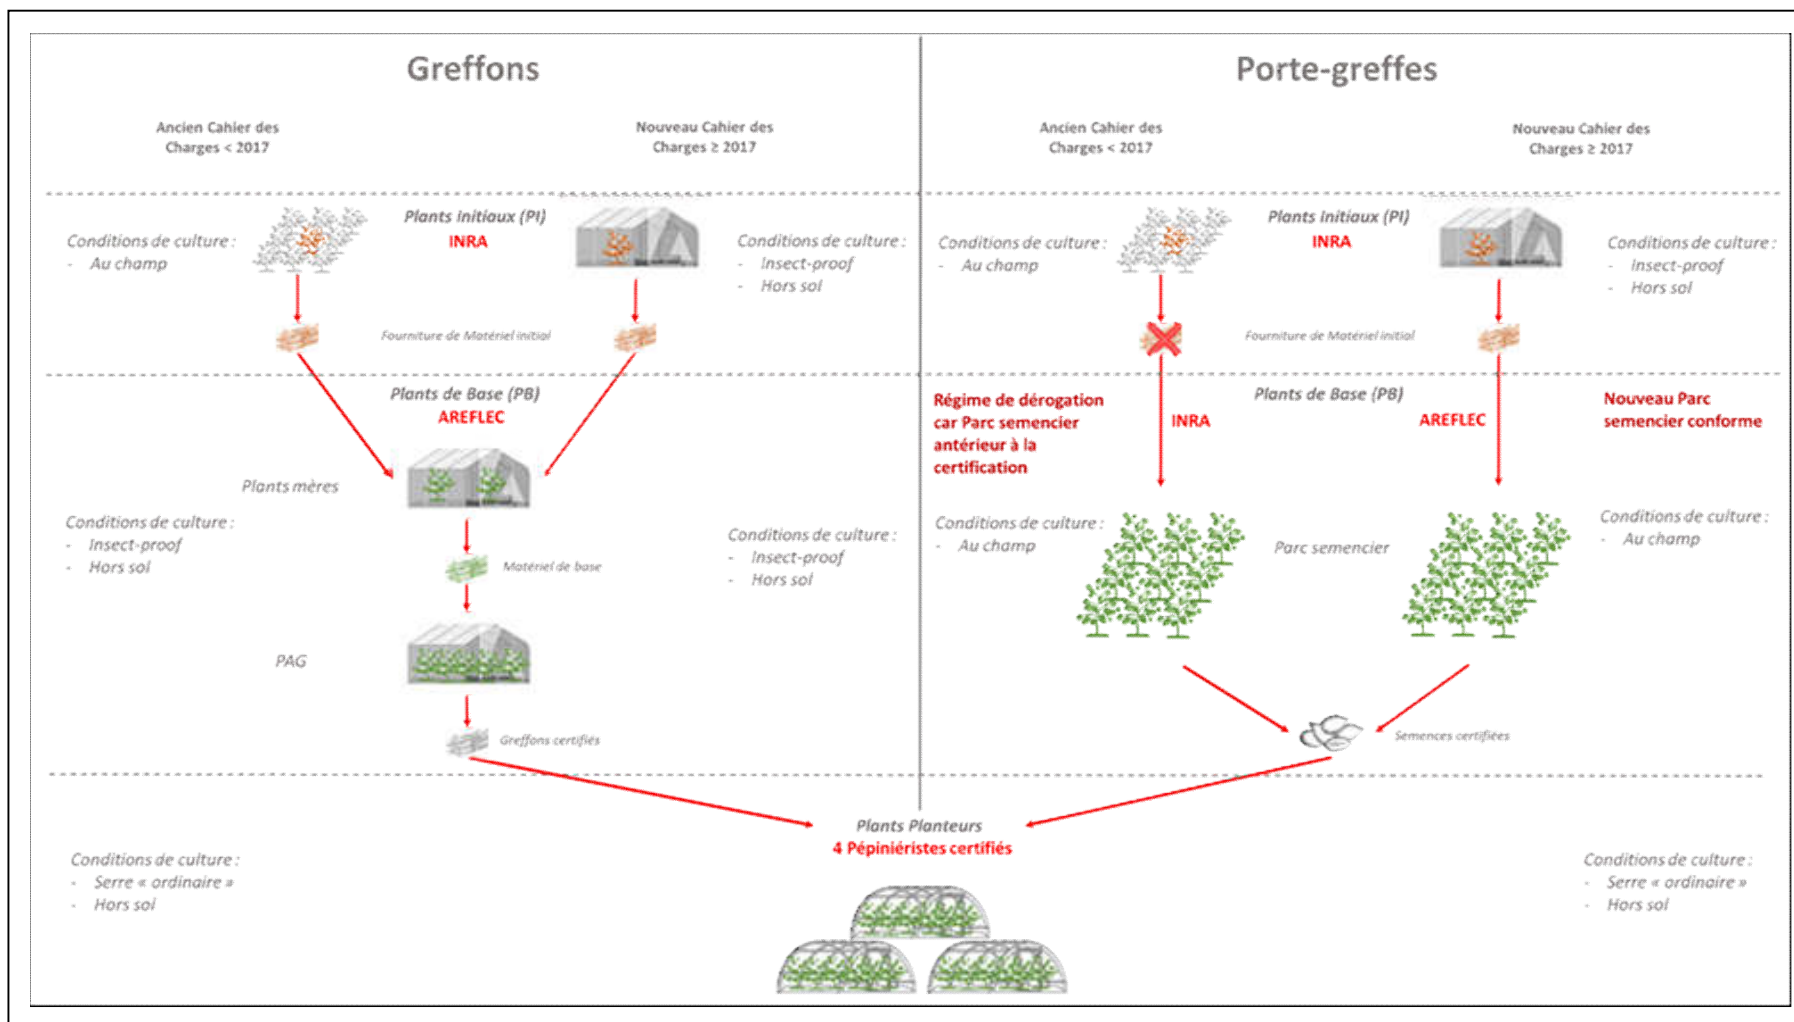 Greffons
Porte-greffes
Ancien Cahier des
Charges < 2017
Nouveau Cahier des
Charges ≥ 2017
Ancien Cahier des
Charges < 2017
Nouveau Cahier des
Charges ≥ 2017
Conditions de culture :
- Au champ
Plants Initiaux (PI)
INRA
Conditions de culture :
- Insect-proof
- Hors sol
Fourniture de Matériel initial
Conditions de culture :
- Au champ
Plants Initiaux (PI)
INRA
Conditions de culture :
- Insect-proof
- Hors sol
Fourniture de Matériel initial
Plants de Base (PB)
AREFLEC
Plants mères
Conditions de culture :
- Insect-proof
- Hors sol
Conditions de culture :
- Insect-proof
- Hors sol
Matériel de base
PAG
Greffons certifiés
Régime de dérogation
car Parc semencier
antérieur à la
certification
INRA
Plants de Base (PB)
AREFLEC
Nouveau Parc
semencier conforme
Conditions de culture :
- Au champ
Parc semencier
Conditions de culture :
- Au champ
Semences certifiées
Plants Planteurs
4 Pépiniéristes certifiés
Conditions de culture :
- Serre « ordinaire »
- Hors sol
Conditions de culture :
- Serre « ordinaire »
- Hors sol